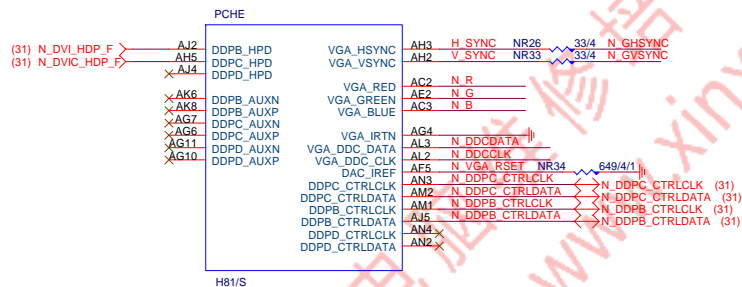 PCHE
(31) N_DVI_HDP_F AJ2 DDPB_HPD VGA_HSYNC AH3 H_SYNC NR26 33/4 N_GHSYNC
(31) N_DVIC_HDP_F AH5 DDPC_HPD VGA_VSYNC AH2 V_SYNC NR33 33/4 N_GVSYNC
AJ4 DDPD_HPD
VGA_RED AC2 N_R
AK6 DDPB_AUXN VGA_GREEN AE2 N_G
AK8 DDPB_AUXP VGA_BLUE AC3 N_B
AG7 DDPC_AUXN
AG6 DDPC_AUXP VGA_IRTN AG4
AG11 DDPD_AUXN VGA_DDC_DATA AL3 N_DDCDATA
AG10 DDPD_AUXP VGA_DDC_CLK AL2 N_DDCCLK
DAC_IREF AF5 N_VGA_RSET NR34 649/4/1
DDPC_CTRLCLK AN3 N_DDPC_CTRLCLK N_DDPC_CTRLCLK (31)
DDPC_CTRLDATA AM2 N_DDPC_CTRLDATA N_DDPC_CTRLDATA (31)
DDPB_CTRLCLK AM1 N_DDPB_CTRLCLK N_DDPB_CTRLCLK (31)
DDPB_CTRLDATA AJ5 N_DDPB_CTRLDATA N_DDPB_CTRLDATA (31)
DDPD_CTRLCLK AN4
DDPD_CTRLDATA AN2
H81/S